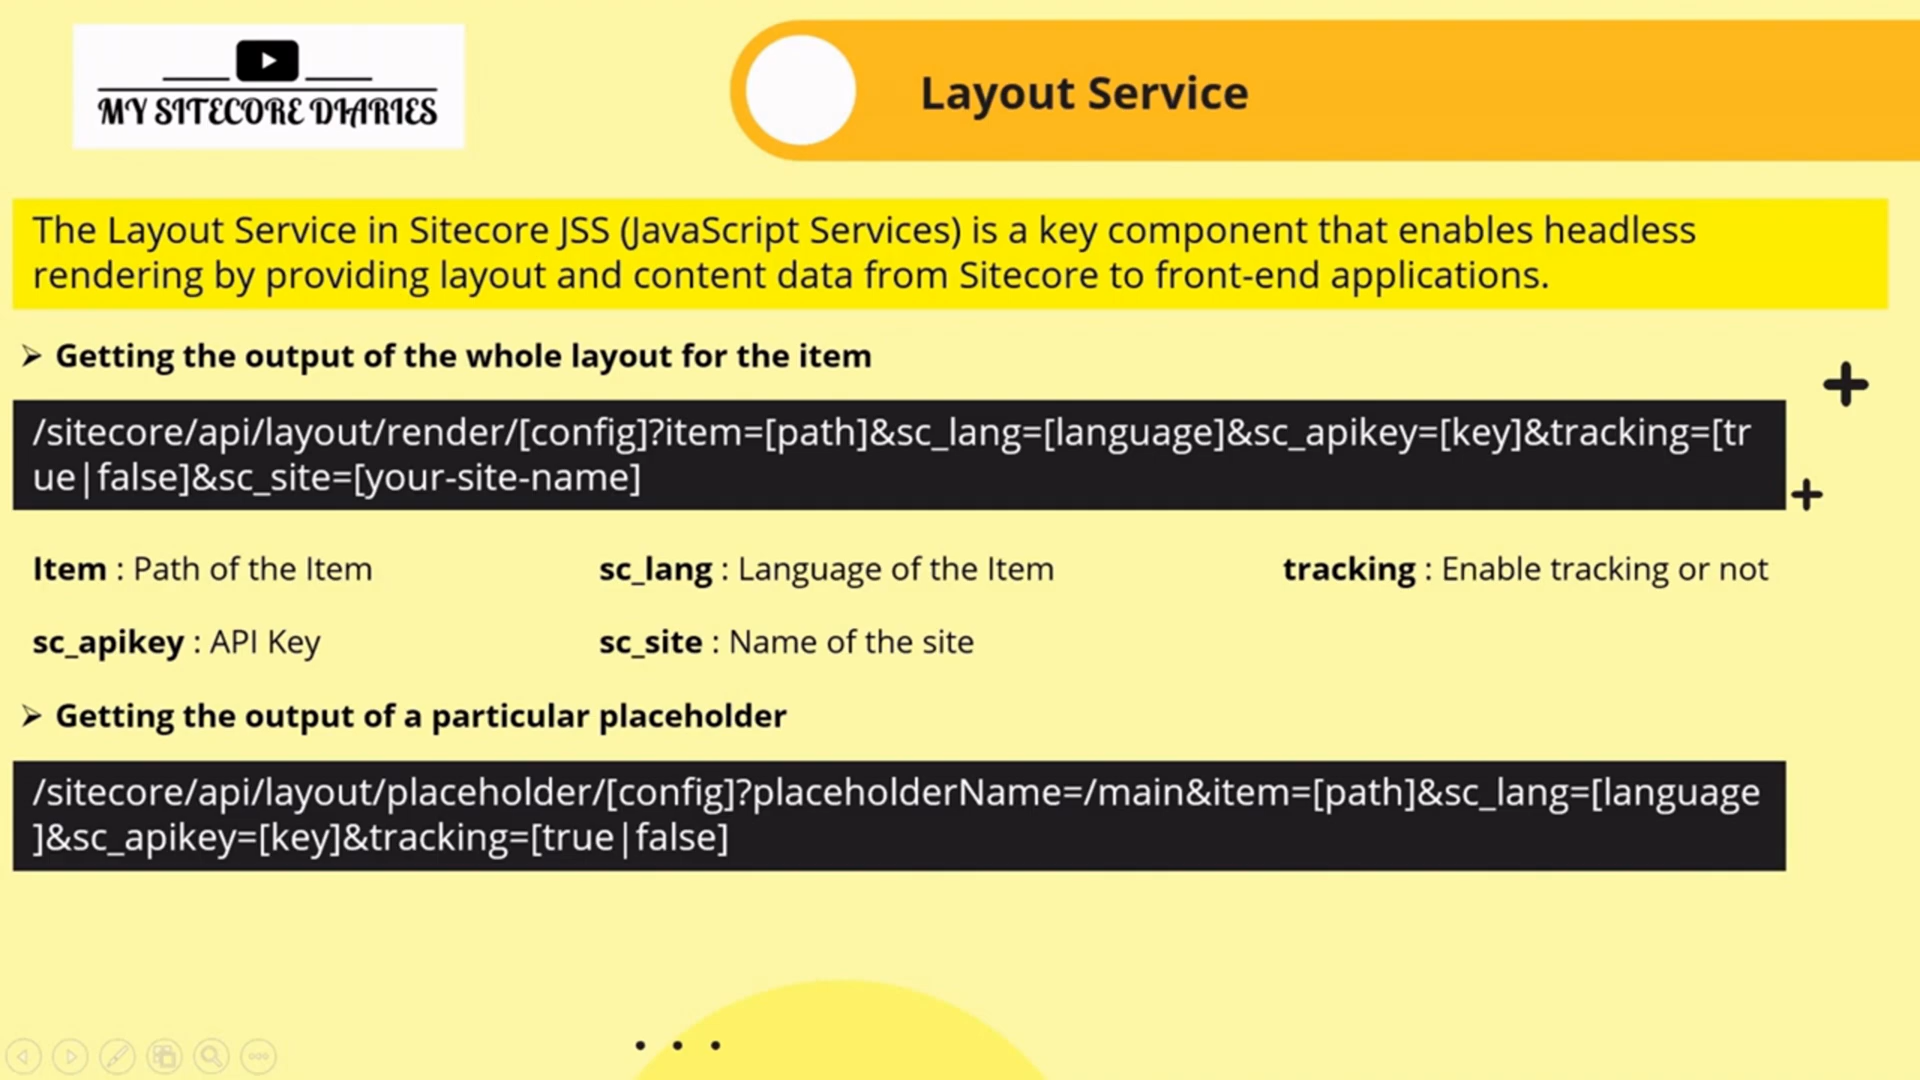 MY SITECORE DIARIES
Layout Service
The Layout Service in Sitecore JSS (JavaScript Services) is a key component that enables headless
rendering by providing layout and content data from Sitecore to front-end applications.
➢ Getting the output of the whole layout for the item
/sitecore/api/layout/render/[config]?item=[path]&sc_lang=[language]&sc_apikey=[key]&tracking=[tr
ue|false]&sc_site=[your-site-name]
Item : Path of the Item sc_lang : Language of the Item tracking : Enable tracking or not
sc_apikey : API Key sc_site : Name of the site
➢ Getting the output of a particular placeholder
/sitecore/api/layout/placeholder/[config]?placeholderName=/main&item=[path]&sc_lang=[language
]&sc_apikey=[key]&tracking=[true|false]